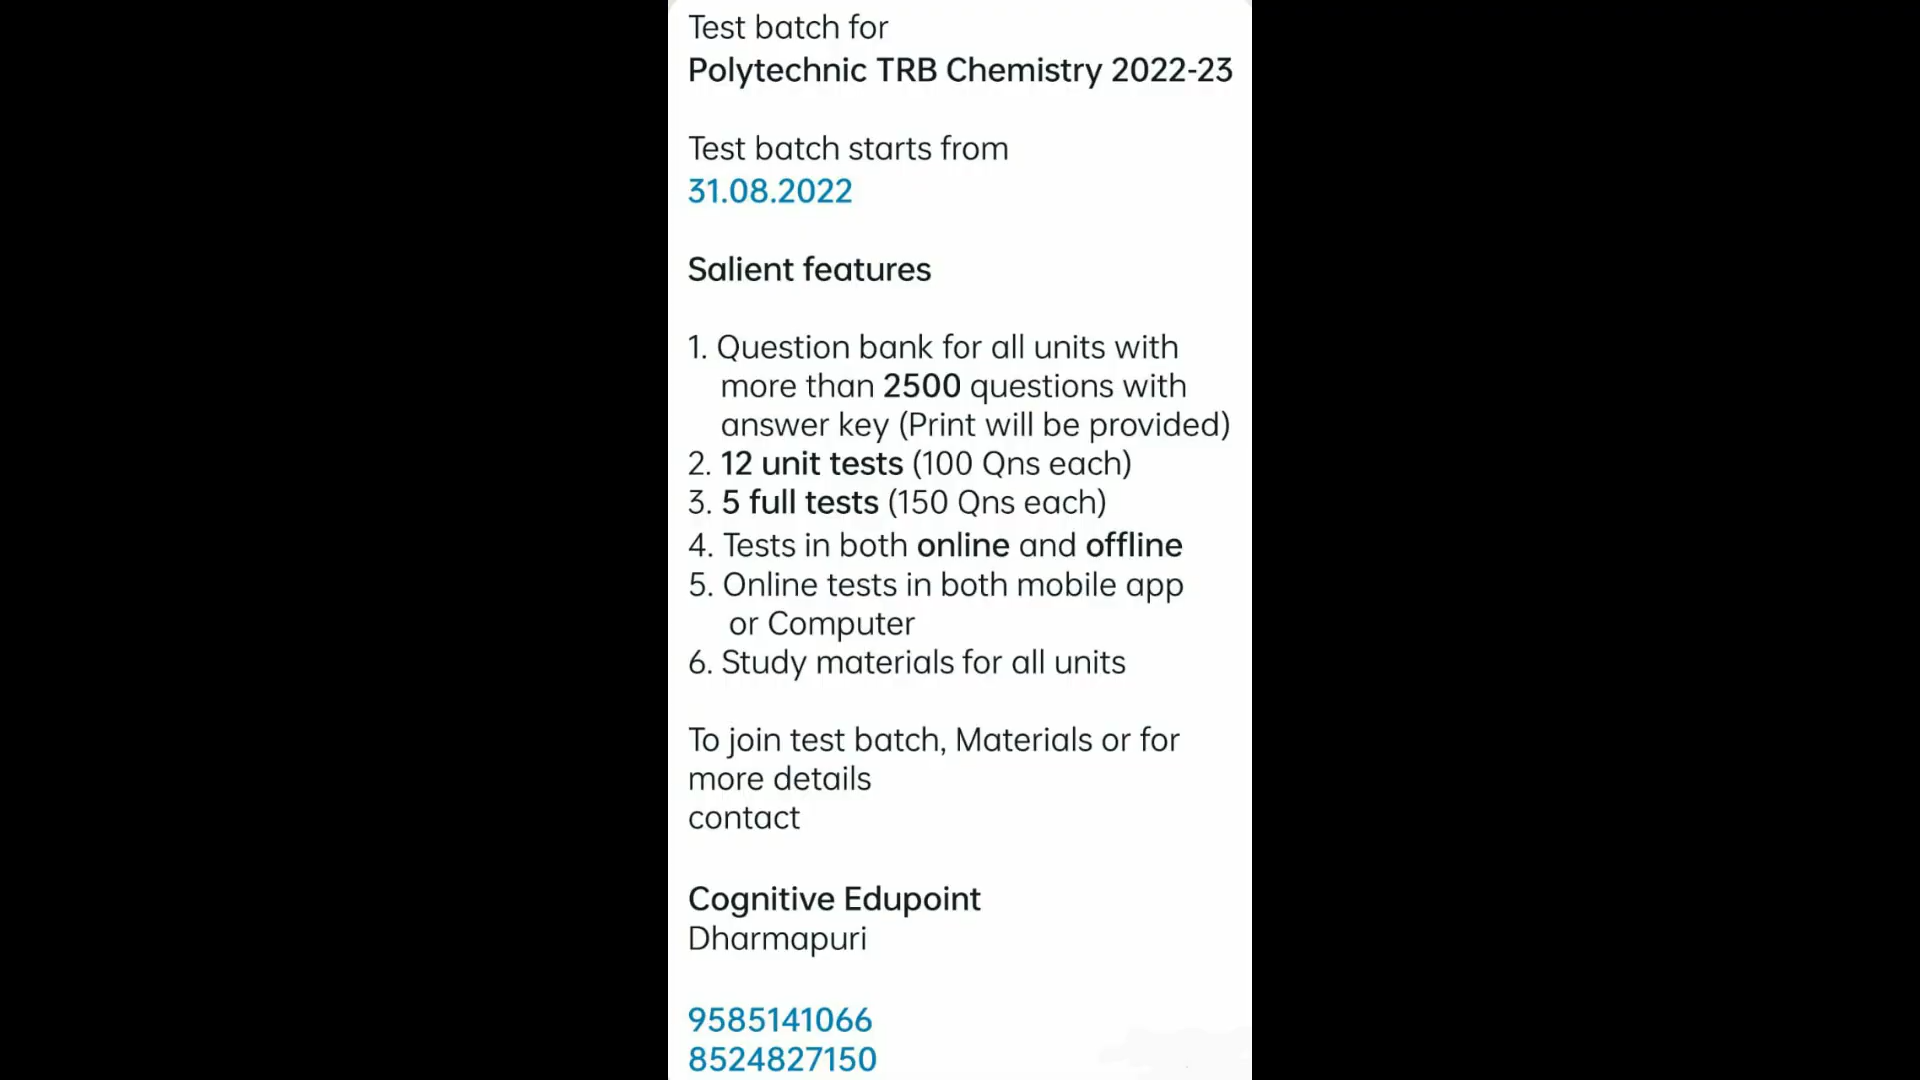 Test batch for
Polytechnic TRB Chemistry 2022-23
Test batch starts from
31.08.2022
Salient features
1. Question bank for all units with
more than 2500 questions with
answer key (Print will be provided)
2. 12 unit tests (100 Qns each)
3. 5 full tests (150 Qns each)
4. Tests in both online and offline
5. Online tests in both mobile app
or Computer
6. Study materials for all units
To join test batch, Materials or for
more details
contact
Cognitive Edupoint
Dharmapuri
9585141066
8524827150